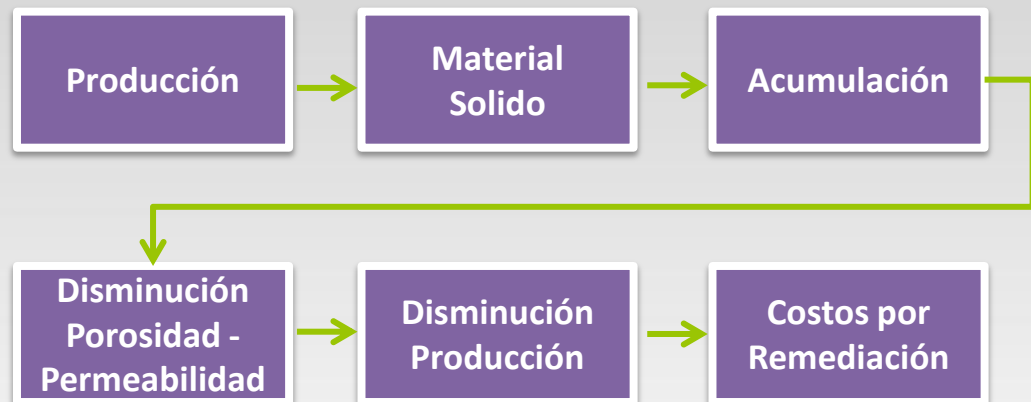 Producción
Material
Solido
Acumulación
Disminución
Porosidad -
Permeabilidad
Disminución
Producción
Costos por
Remediación